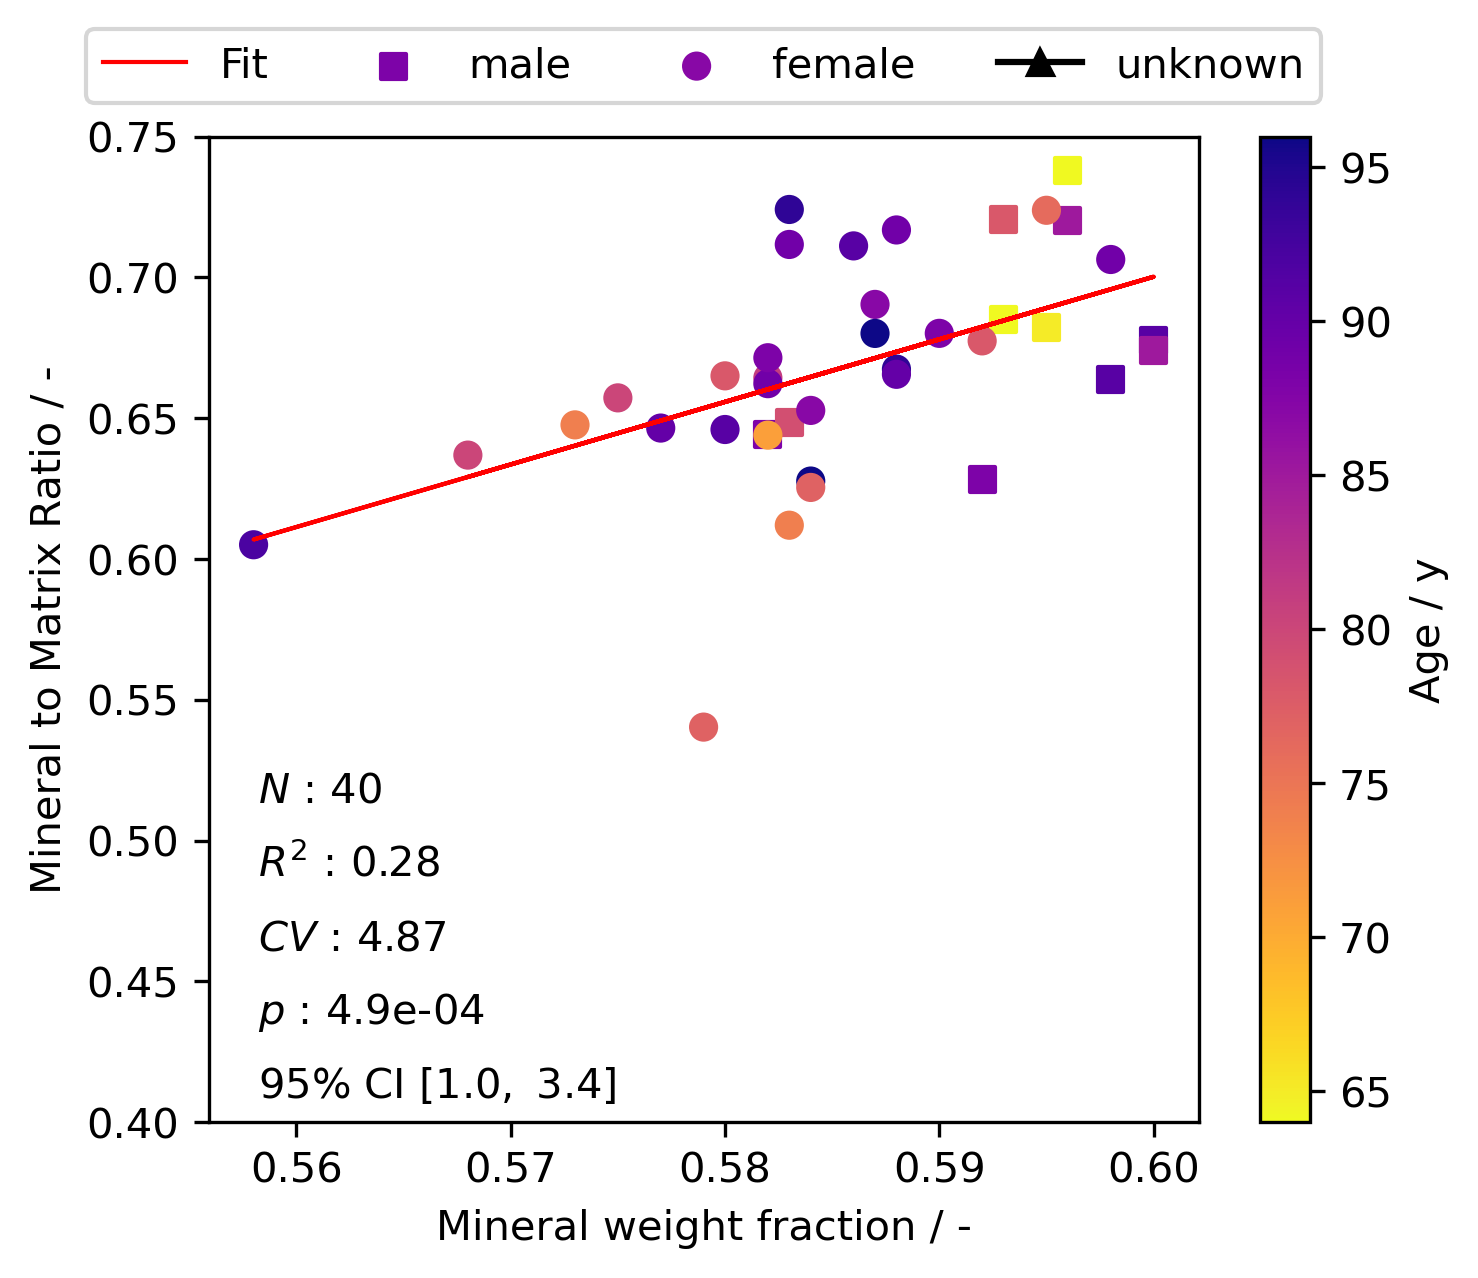 Fit male female unknown
0.75
0.70
0.65
0.60
0.55
0.50
0.45
0.40
Mineral to Matrix Ratio / -
N : 40
R² : 0.28
CV : 4.87
p : 4.9e-04
95% CI [1.0, 3.4]
0.56 0.57 0.58 0.59 0.60
Mineral weight fraction / -
95
90
85
80
75
70
65
Age / y